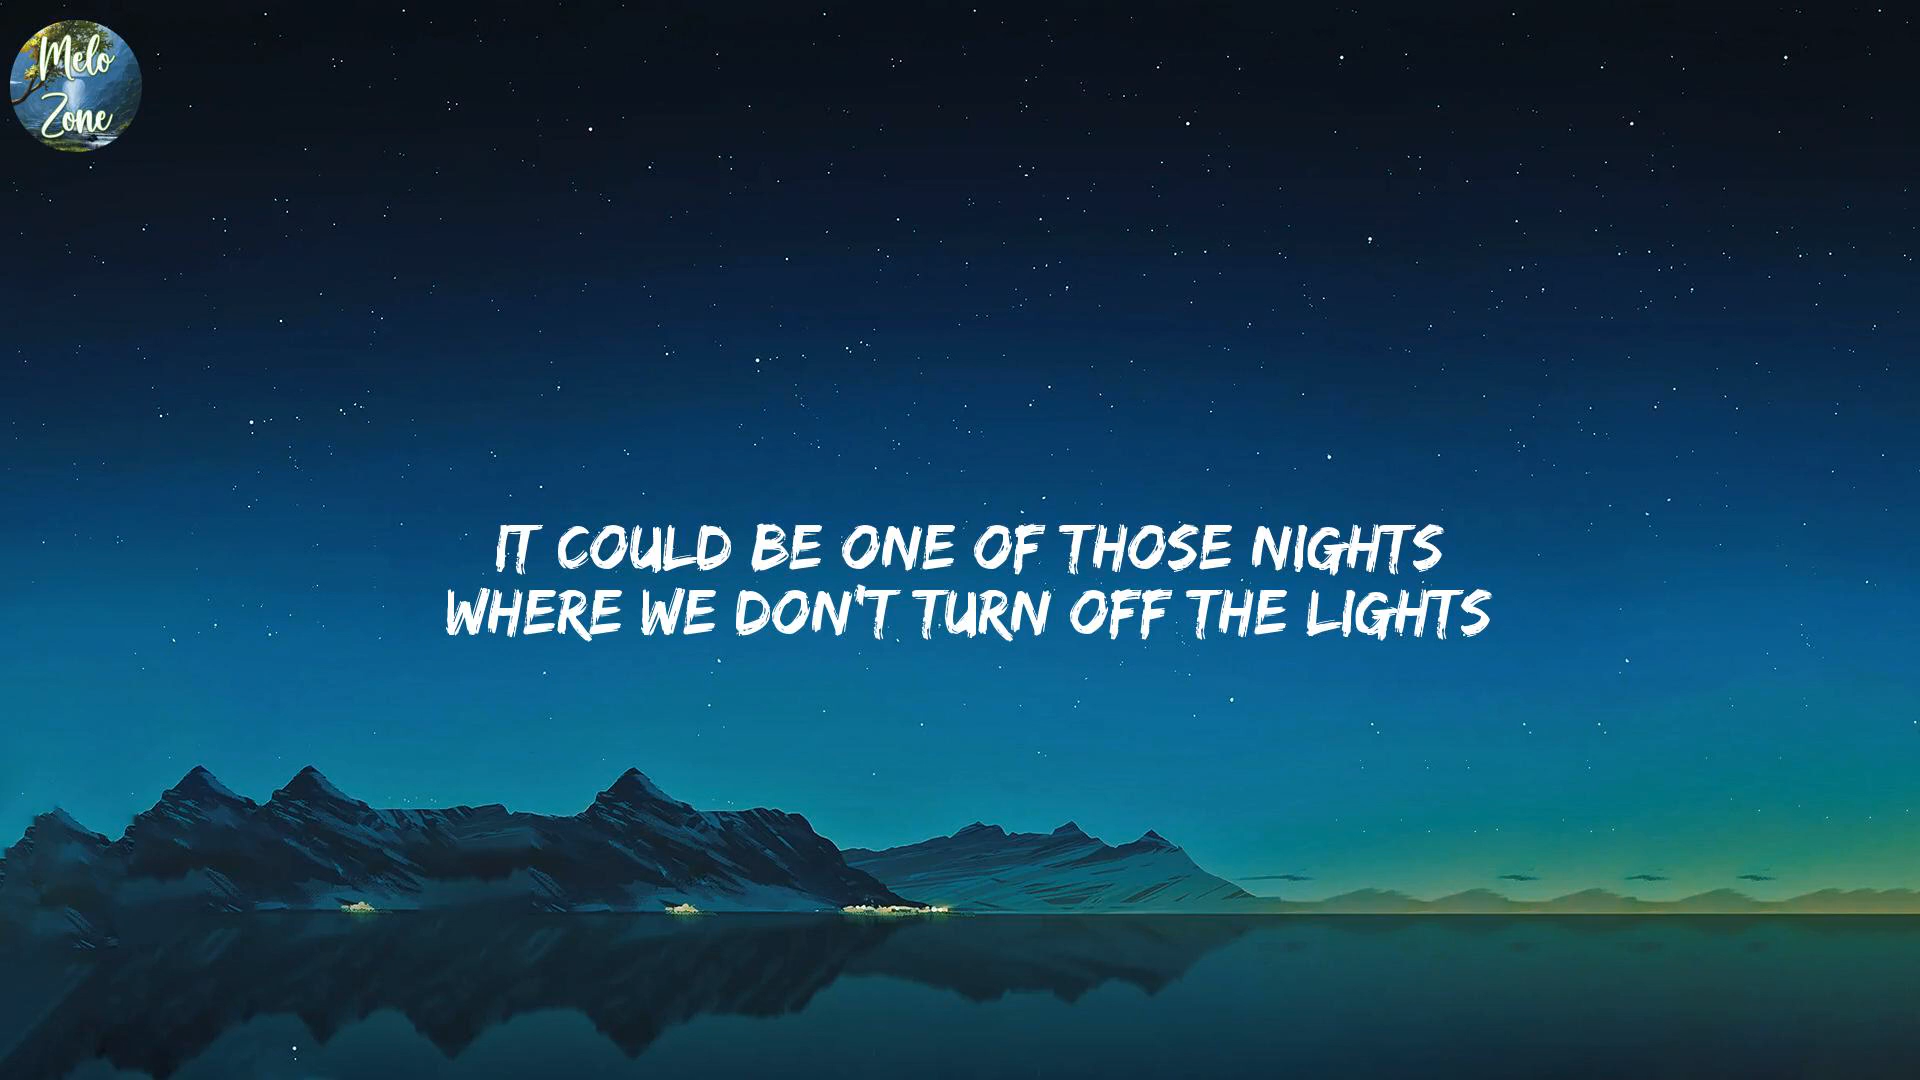 Melo
Zone
IT COULD BE ONE OF THOSE NIGHTS
WHERE WE DON'T TURN OFF THE LIGHTS